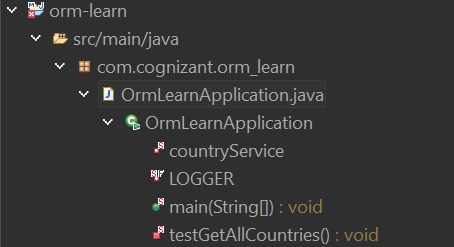 orm-learn
src/main/java
com.cognizant.orm_learn
OrmLearnApplication.java
OrmLearnApplication
countryService
LOGGER
main(String[]) : void
testGetAllCountries() : void